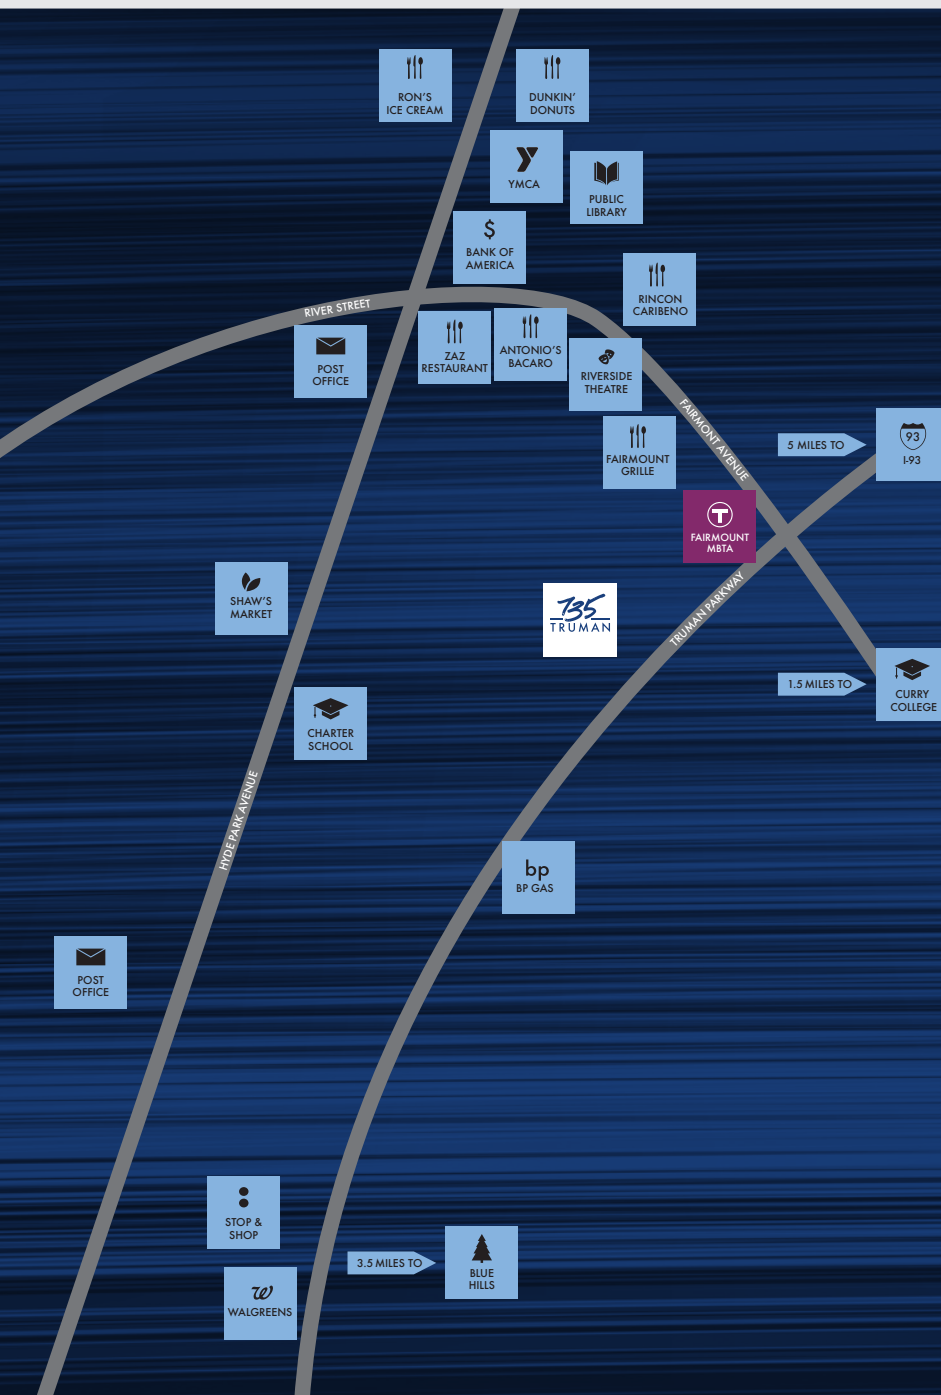 RON'S
ICE CREAM
DUNKIN'
DONUTS
YMCA
PUBLIC
LIBRARY
$
BANK OF
AMERICA
RINCON
CARIBENO
RIVER STREET
POST
OFFICE
ZAZ
RESTAURANT
ANTONIO'S
BACARO
RIVERSIDE
THEATRE
FAIRMONT AVENUE
FAIRMOUNT
GRILLE
5 MILES TO
93
I-93
T
FAIRMOUNT
MBTA
SHAW'S
MARKET
735
TRUMAN
TRUMAN PARKWAY
1.5 MILES TO
CURRY
COLLEGE
CHARTER
SCHOOL
HYDE PARK AVENUE
bp
BP GAS
POST
OFFICE
STOP &
SHOP
3.5 MILES TO
BLUE
HILLS
W
WALGREENS